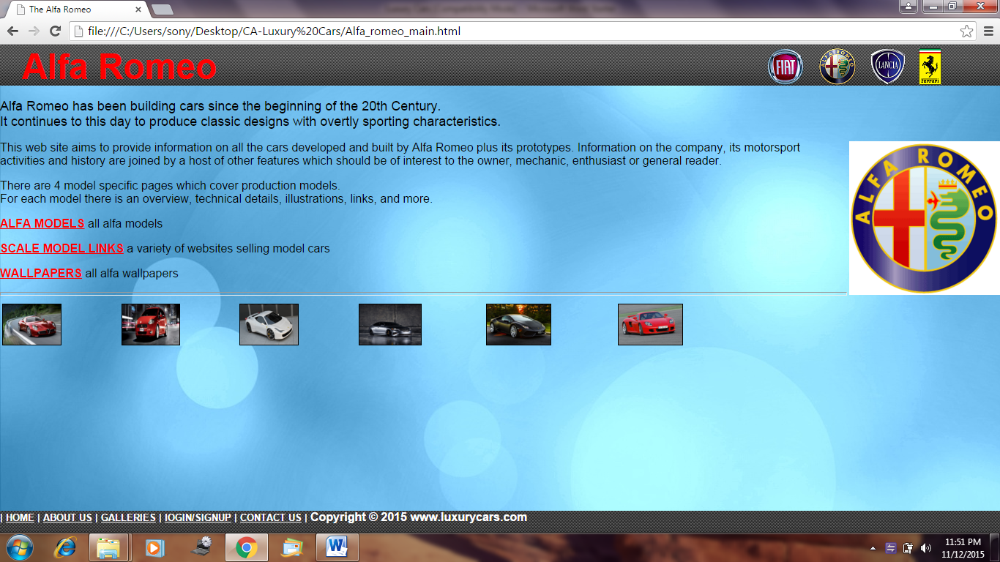 The Alfa Romeo
file:///C:/Users/sony/Desktop/CA-Luxury%20Cars/Alfa_romeo_main.html
Alfa Romeo
FIAT
ALFA ROMEO
LANCIA
Ferrari
Alfa Romeo has been building cars since the beginning of the 20th Century.
It continues to this day to produce classic designs with overtly sporting characteristics.
This web site aims to provide information on all the cars developed and built by Alfa Romeo plus its prototypes. Information on the company, its motorsport
activities and history are joined by a host of other features which should be of interest to the owner, mechanic, enthusiast or general reader.
ALFA ROMEO
There are 4 model specific pages which cover production models.
For each model there is an overview, technical details, illustrations, links, and more.
ALFA MODELS all alfa models
SCALE MODEL LINKS a variety of websites selling model cars
WALLPAPERS all alfa wallpapers
| HOME | ABOUT US | GALLERIES | lOGIN/SIGNUP | CONTACT US | Copyright © 2015 www.luxurycars.com
11:51 PM
11/12/2015